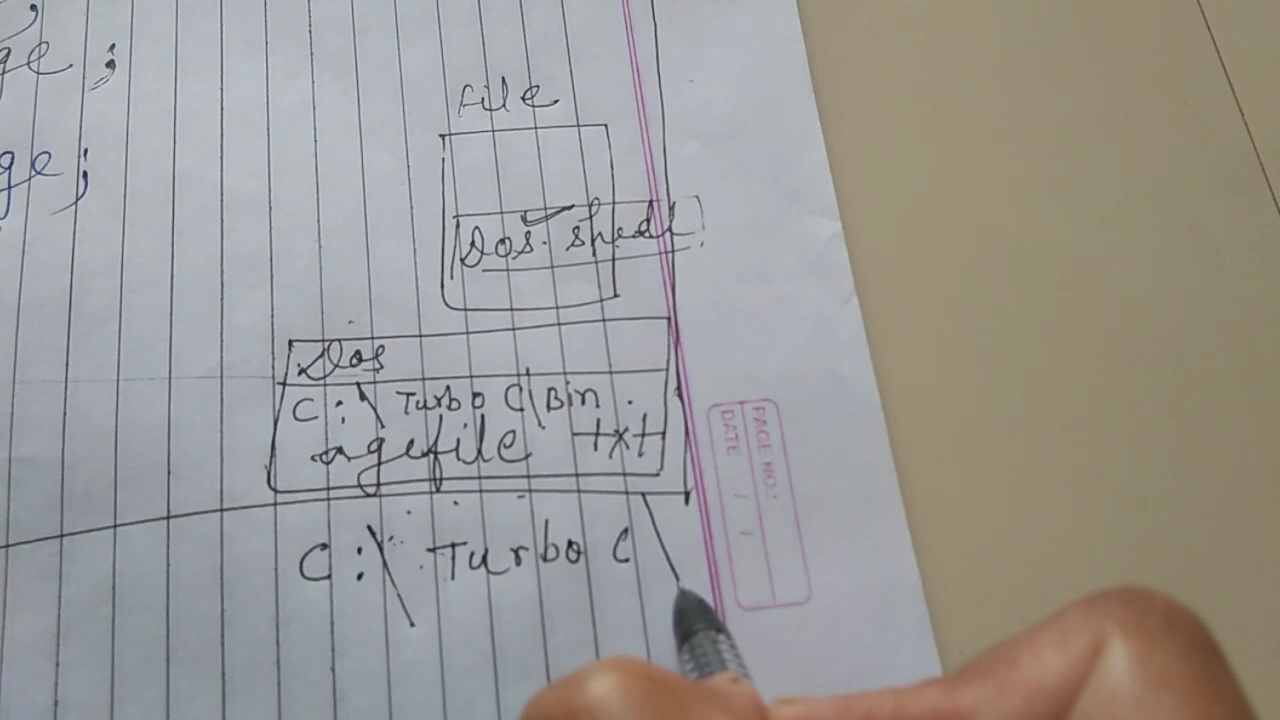 ge;
ge;
file
Dos shell
Dos
C:\ Turbo C\Bin
agefile txt
C:\ Turbo C \
PAGE NO.:
DATE / /